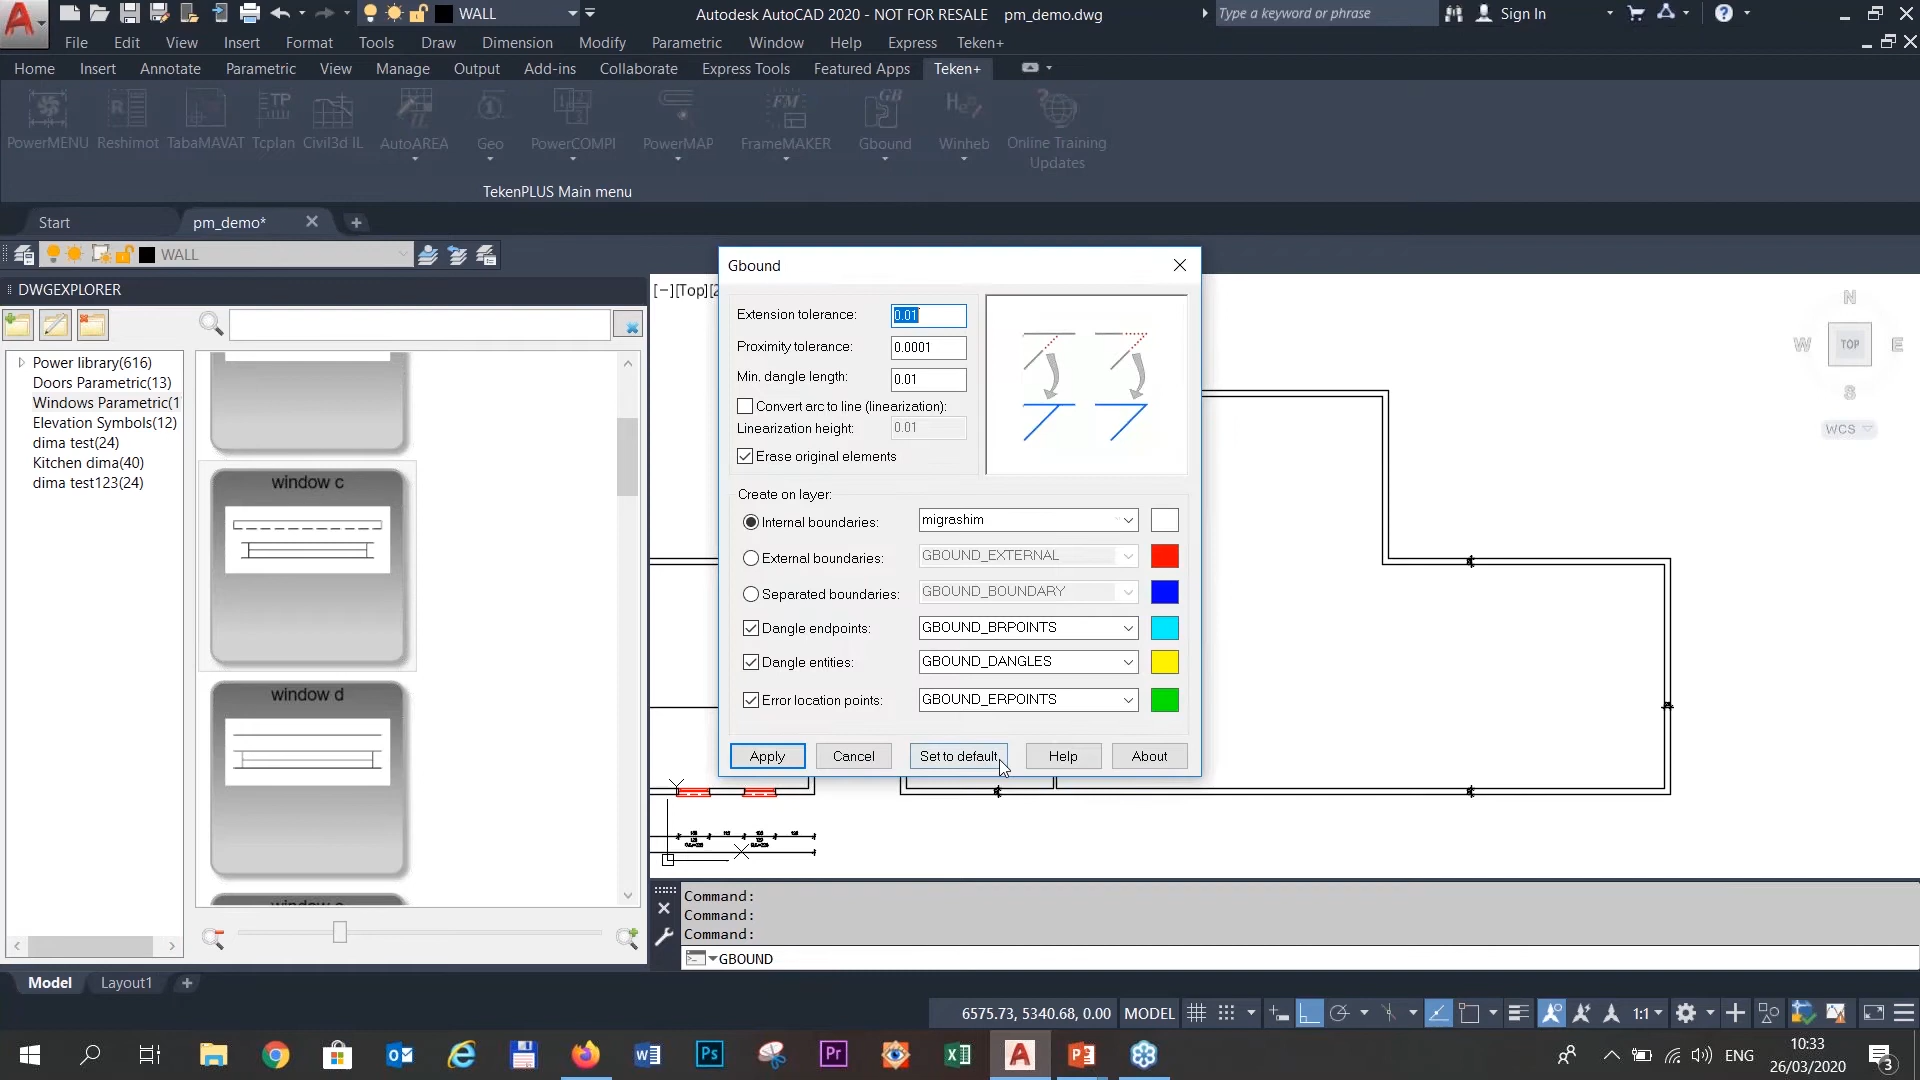 WALL
Autodesk AutoCAD 2020 - NOT FOR RESALE pm_demo.dwg
Type a keyword or phrase
Sign In
File Edit View Insert Format Tools Draw Dimension Modify Parametric Window Help Express Teken+
Home Insert Annotate Parametric View Manage Output Add-ins Collaborate Express Tools Featured Apps Teken+
PowerMENU Reshimot TabaMAVAT Tcplan Civil3d IL AutoAREA Geo PowerCOMPI PowerMAP FrameMAKER Gbound Winheb Online Training
Updates
TekenPLUS Main menu
Start pm_demo*
WALL
DWGEXPLORER
Power library(616)
Doors Parametric(13)
Windows Parametric(1
Elevation Symbols(12)
dima test(24)
Kitchen dima(40)
dima test123(24)
window c
window d
[−][Top][2
Gbound
Extension tolerance: 0.01
Proximity tolerance: 0.0001
Min. dangle length: 0.01
Convert arc to line (linearization):
Linearization height: 0.01
Erase original elements
Create on layer:
Internal boundaries: migrashim
External boundaries: GBOUND_EXTERNAL
Separated boundaries: GBOUND_BOUNDARY
Dangle endpoints: GBOUND_BRPOINTS
Dangle entities: GBOUND_DANGLES
Error location points: GBOUND_ERPOINTS
Apply Cancel Set to default Help About
N
W TOP E
S
WCS
Command:
Command:
Command:
GBOUND
Model Layout1
6575.73, 5340.68, 0.00 MODEL 1:1
ENG
10:33
26/03/2020
3